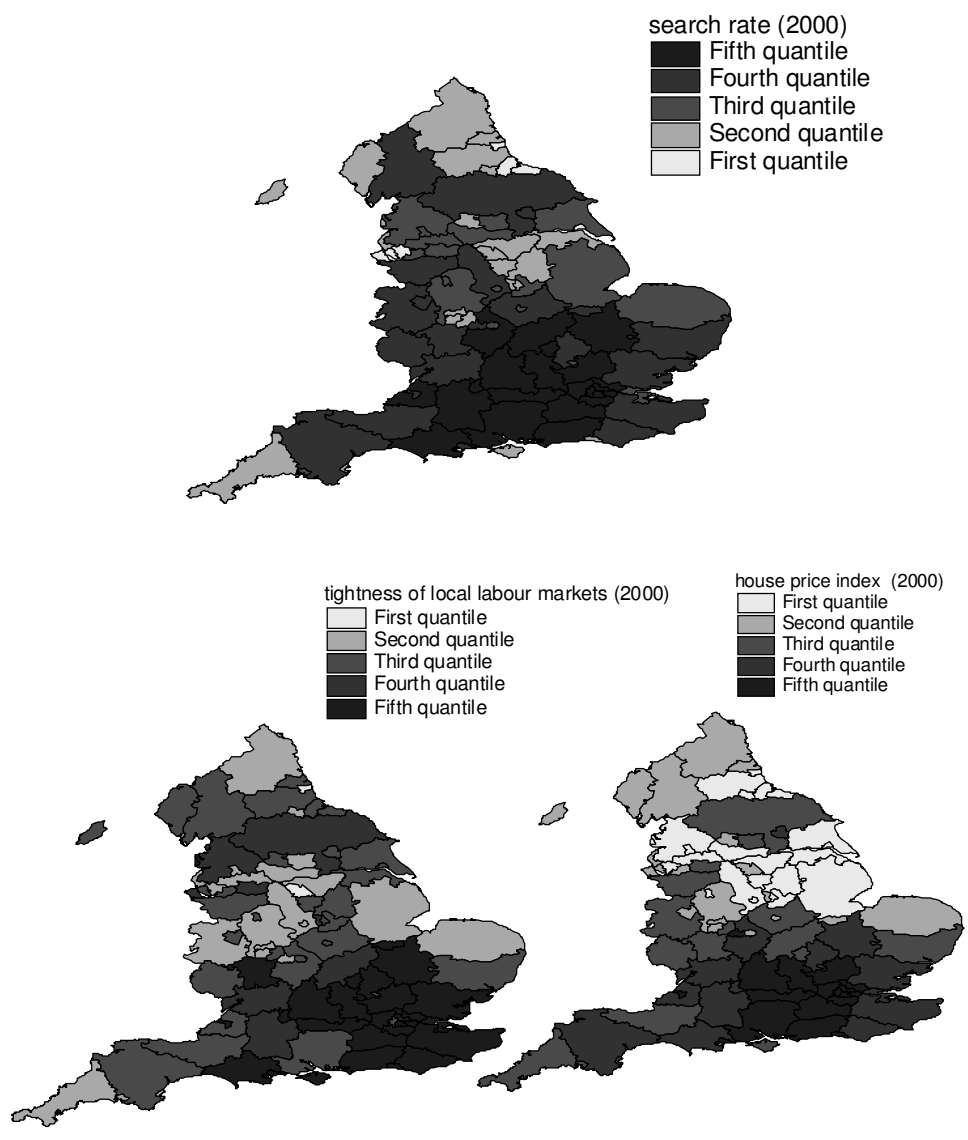 search rate (2000)
Fifth quantile
Fourth quantile
Third quantile
Second quantile
First quantile
tightness of local labour markets (2000)
First quantile
Second quantile
Third quantile
Fourth quantile
Fifth quantile
house price index (2000)
First quantile
Second quantile
Third quantile
Fourth quantile
Fifth quantile